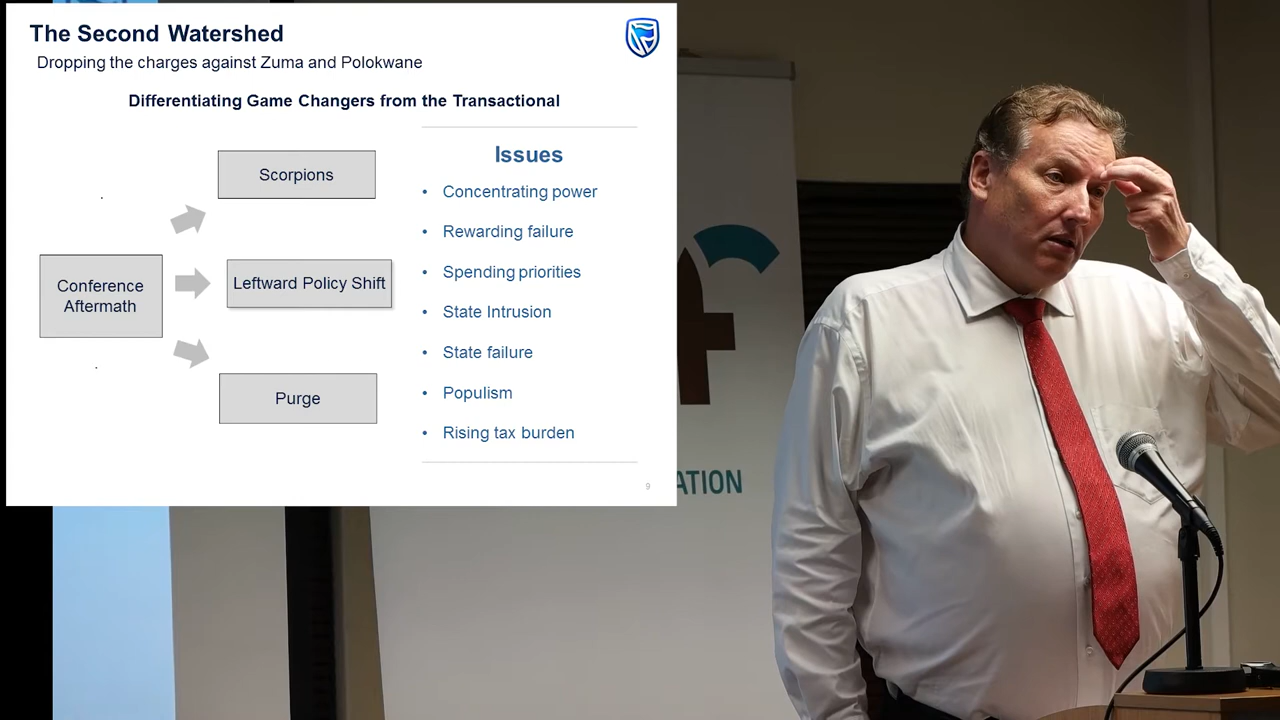 The Second Watershed
Dropping the charges against Zuma and Polokwane
Differentiating Game Changers from the Transactional
Scorpions
Conference
Aftermath
Leftward Policy Shift
Purge
Issues
• Concentrating power
• Rewarding failure
• Spending priorities
• State Intrusion
• State failure
• Populism
• Rising tax burden
9
ATION